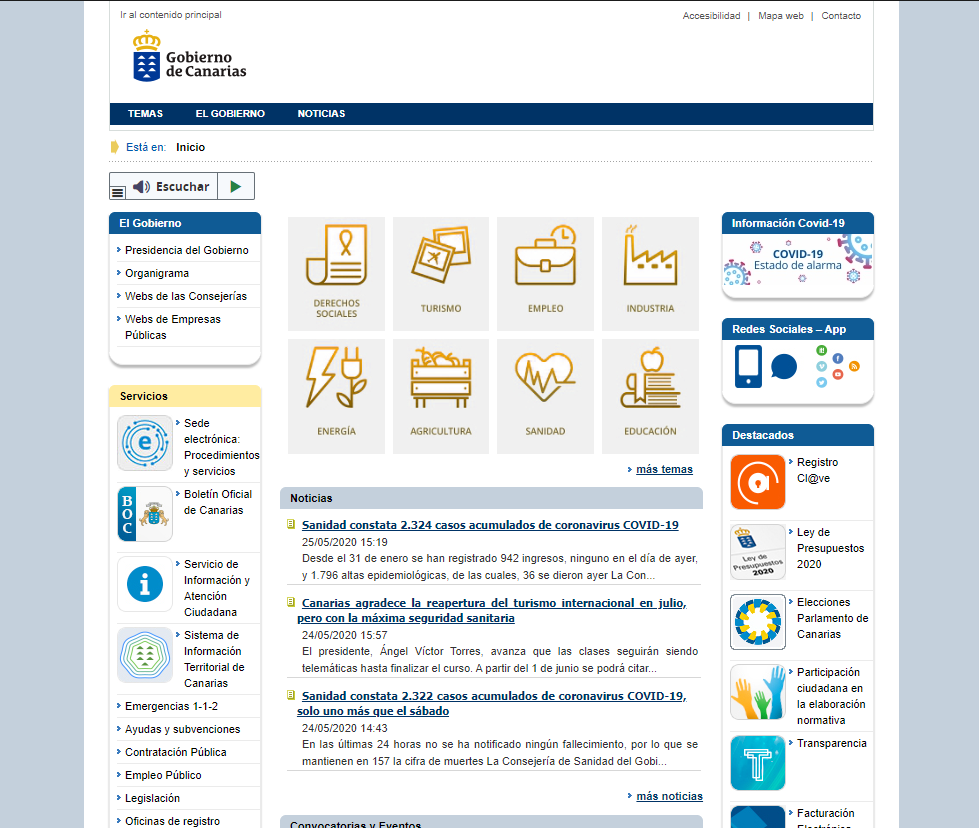 Ir al contenido principal
Accesibilidad | Mapa web | Contacto
Gobierno
de Canarias
TEMAS
EL GOBIERNO
NOTICIAS
Está en: Inicio
Escuchar
El Gobierno
Presidencia del Gobierno
Organigrama
Webs de las Consejerías
Webs de Empresas
Públicas
Servicios
Sede
electrónica:
Procedimientos
y servicios
e
BOC
Boletín Oficial
de Canarias
i
Servicio de
Información y
Atención
Ciudadana
Sistema de
Información
Territorial de
Canarias
Emergencias 1-1-2
Ayudas y subvenciones
Contratación Pública
Empleo Público
Legislación
Oficinas de registro
DERECHOS
SOCIALES
TURISMO
EMPLEO
INDUSTRIA
ENERGÍA
AGRICULTURA
SANIDAD
EDUCACIÓN
más temas
Noticias
Sanidad constata 2.324 casos acumulados de coronavirus COVID-19
25/05/2020 15:19
Desde el 31 de enero se han registrado 942 ingresos, ninguno en el día de ayer,
y 1.796 altas epidemiológicas, de las cuales, 36 se dieron ayer La Con...
Canarias agradece la reapertura del turismo internacional en julio,
pero con la máxima seguridad sanitaria
24/05/2020 15:57
El presidente, Ángel Víctor Torres, avanza que las clases seguirán siendo
telemáticas hasta finalizar el curso. A partir del 1 de junio se podrá citar...
Sanidad constata 2.322 casos acumulados de coronavirus COVID-19,
solo uno más que el sábado
24/05/2020 14:43
En las últimas 24 horas no se ha notificado ningún fallecimiento, por lo que se
mantienen en 157 la cifra de muertes La Consejería de Sanidad del Gobi...
más noticias
Convocatorias y Eventos
Información Covid-19
COVID-19
Estado de alarma
Redes Sociales – App
Destacados
Registro
Cl@ve
Ley de
Presupuestos
2020
Ley de
Presupuestos
2020
Elecciones
Parlamento de
Canarias
Participación
ciudadana en
la elaboración
normativa
T
Transparencia
Facturación
Electrónica